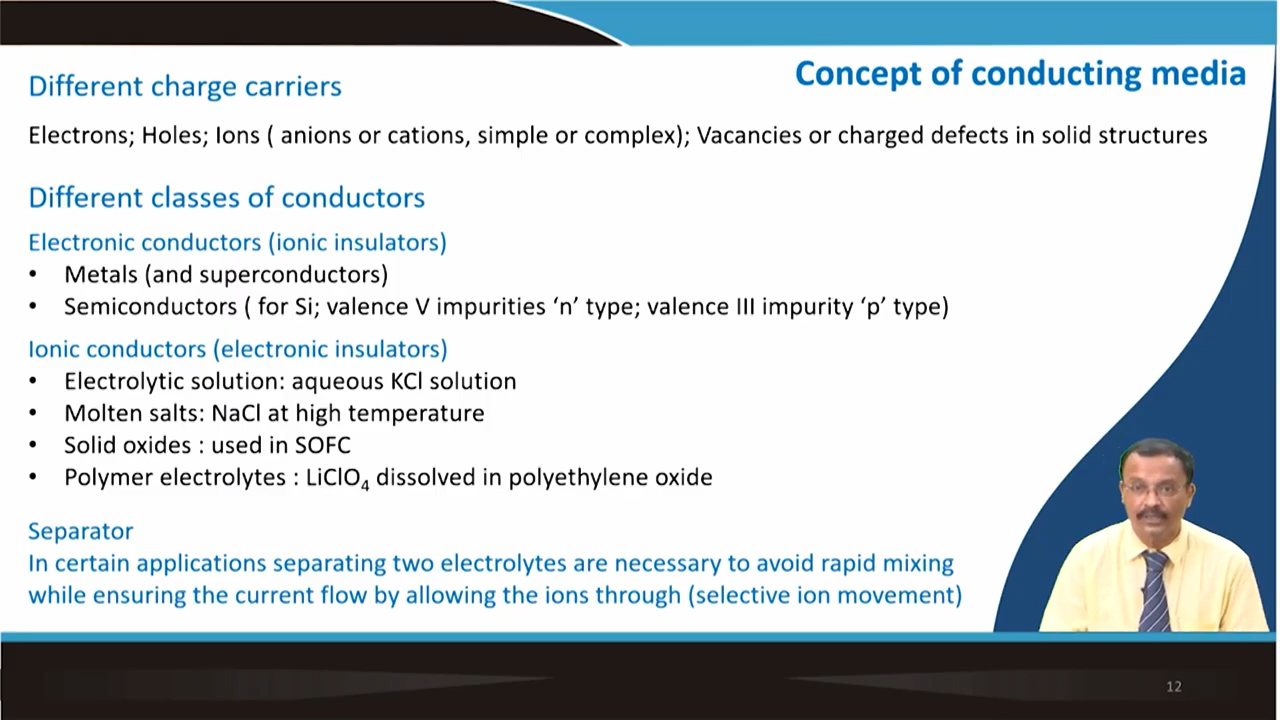 Concept of conducting media
Different charge carriers
Electrons; Holes; Ions ( anions or cations, simple or complex); Vacancies or charged defects in solid structures
Different classes of conductors
Electronic conductors (ionic insulators)
• Metals (and superconductors)
• Semiconductors ( for Si; valence V impurities ‘n’ type; valence III impurity ‘p’ type)
Ionic conductors (electronic insulators)
• Electrolytic solution: aqueous KCl solution
• Molten salts: NaCl at high temperature
• Solid oxides : used in SOFC
• Polymer electrolytes : LiClO₄ dissolved in polyethylene oxide
Separator
In certain applications separating two electrolytes are necessary to avoid rapid mixing
while ensuring the current flow by allowing the ions through (selective ion movement)
12